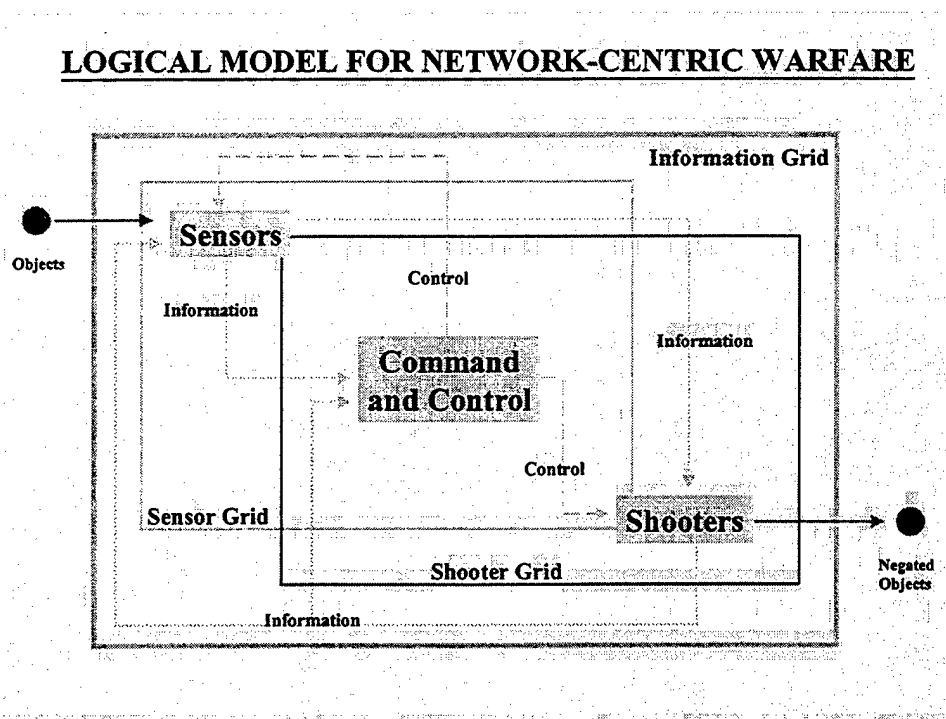 LOGICAL MODEL FOR NETWORK-CENTRIC WARFARE
Information Grid
Sensors
Objects
Control
Information
Information
Command
and Control
Control
Sensor Grid
Shooters
Shooter Grid
Negated
Objects
Information